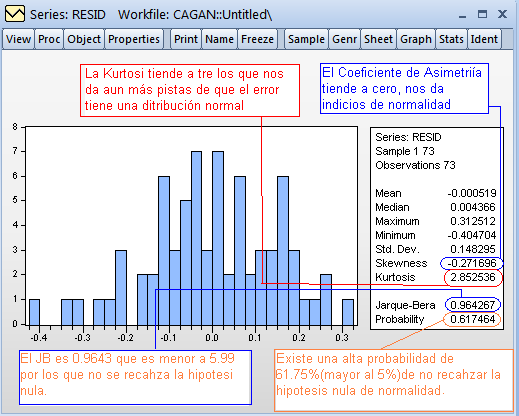 Series: RESID Workfile: CAGAN::Untitled\
View Proc Object Properties Print Name Freeze Sample Genr Sheet Graph Stats Ident
La Kurtosi tiende a tre los que nos
da aun más pistas de que el error
tiene una ditribución normal
El Coeficiente de Asimetriía
tiende a cero, nos da
indicios de normalidad
8
7
6
5
4
3
2
1
0
-0.4 -0.3 -0.2 -0.1 0.0 0.1 0.2 0.3
Series: RESID
Sample 1 73
Observations 73
Mean -0.000519
Median 0.004366
Maximum 0.312512
Minimum -0.404704
Std. Dev. 0.148295
Skewness -0.271696
Kurtosis 2.852536
Jarque-Bera 0.964267
Probability 0.617464
El JB es 0.9643 que es menor a 5.99
por los que no se recahza la hipotesi
nula.
Existe una alta probabilidad de
61.75%(mayor al 5%)de no recahzar la
hipotesis nula de normalidad.